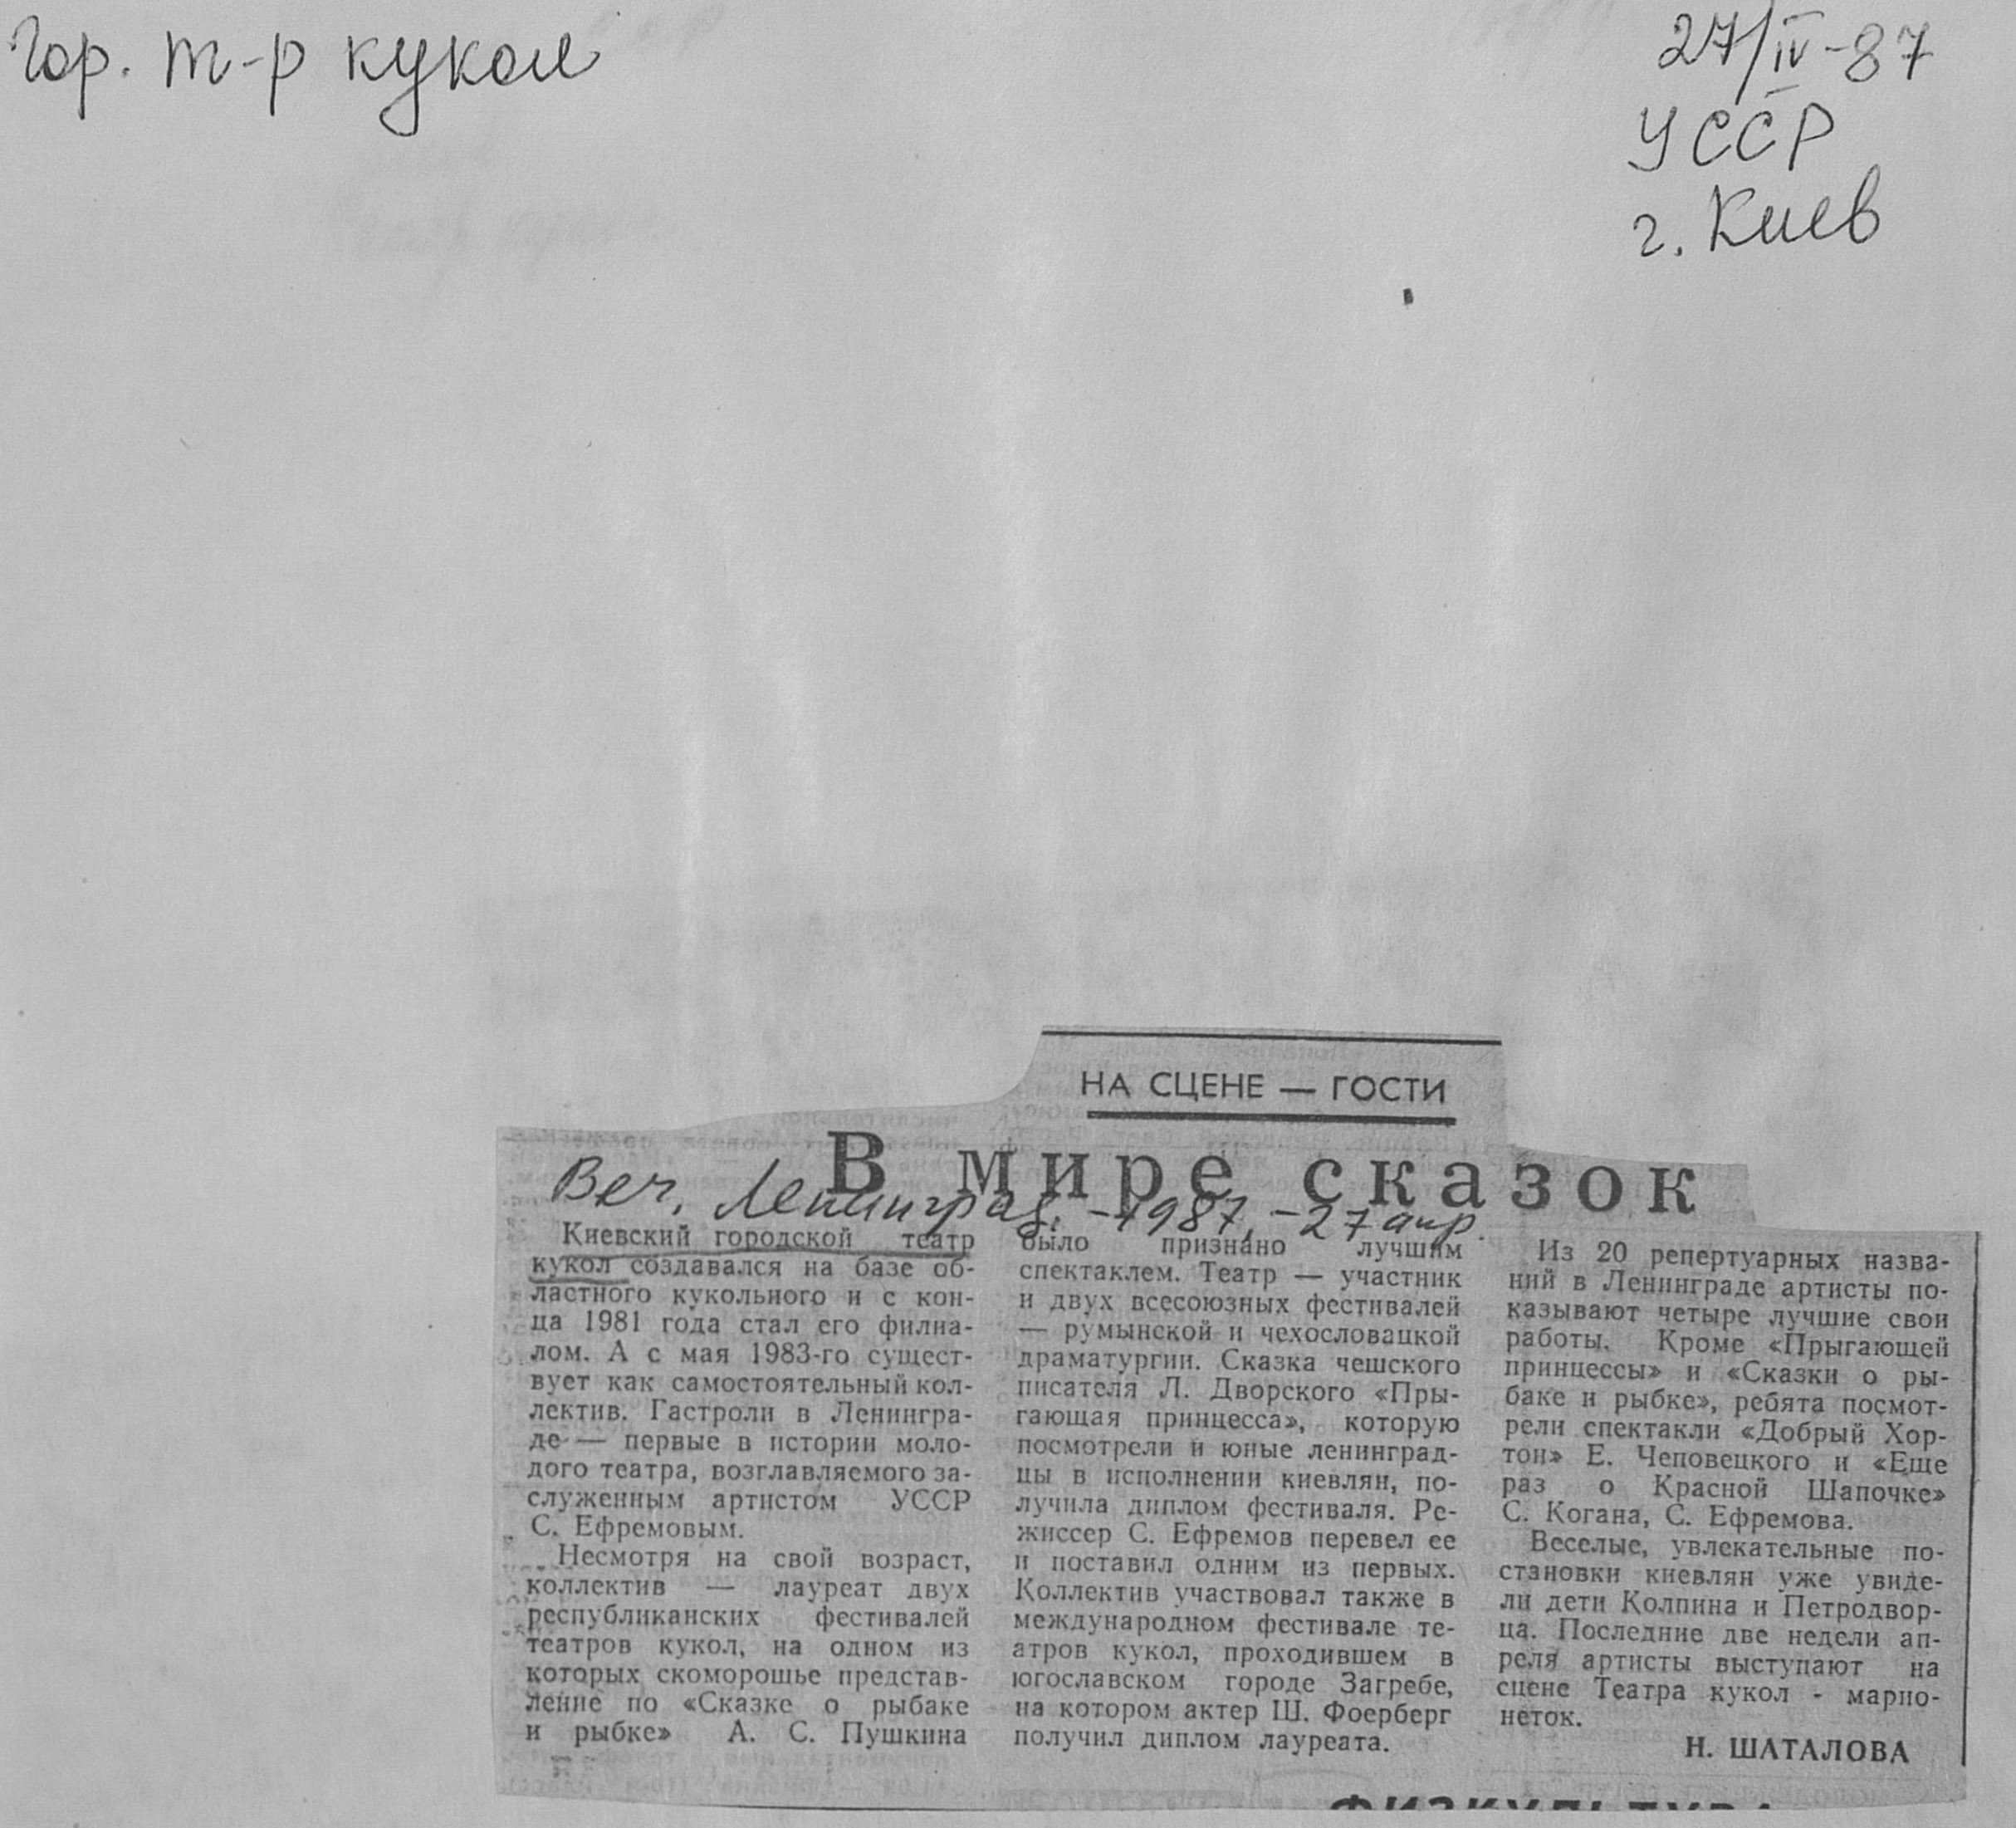 Гор. т-р кукол
27/IV-87
УССР
г. Киев
НА СЦЕНЕ — ГОСТИ
В мире сказок
Веч. Ленинград. - 1987, - 27 апр.
Киевский городской театр
кукол создавался на базе об-
ластного кукольного и с кон-
ца 1981 года стал его филиа-
лом. А с мая 1983-го сущест-
вует как самостоятельный кол-
лектив. Гастроли в Ленингра-
де — первые в истории моло-
дого театра, возглавляемого за-
служенным артистом УССР
С. Ефремовым.
Несмотря на свой возраст,
коллектив — лауреат двух
республиканских фестивалей
театров кукол, на одном из
которых скоморошье представ-
ление по «Сказке о рыбаке
и рыбке» А. С. Пушкина
было признано лучшим
спектаклем. Театр — участник
и двух всесоюзных фестивалей
— румынской и чехословацкой
драматургии. Сказка чешского
писателя Л. Дворского «Пры-
гающая принцесса», которую
посмотрели и юные ленинград-
цы в исполнении киевлян, по-
лучила диплом фестиваля. Ре-
жиссер С. Ефремов перевел ее
и поставил одним из первых.
Коллектив участвовал также в
международном фестивале те-
атров кукол, проходившем в
югославском городе Загребе,
на котором актер Ш. Фоерберг
получил диплом лауреата.
Из 20 репертуарных назва-
ний в Ленинграде артисты по-
казывают четыре лучшие свои
работы. Кроме «Прыгающей
принцессы» и «Сказки о ры-
баке и рыбке», ребята посмот-
рели спектакли «Добрый Хор-
тон» Е. Чеповецкого и «Еще
раз о Красной Шапочке»
С. Когана, С. Ефремова.
Веселые, увлекательные по-
становки киевлян уже увиде-
ли дети Колпина и Петродвор-
ца. Последние две недели ап-
реля артисты выступают на
сцене Театра кукол - марио-
неток.
Н. ШАТАЛОВА
ФИЗКУЛЬТУРА